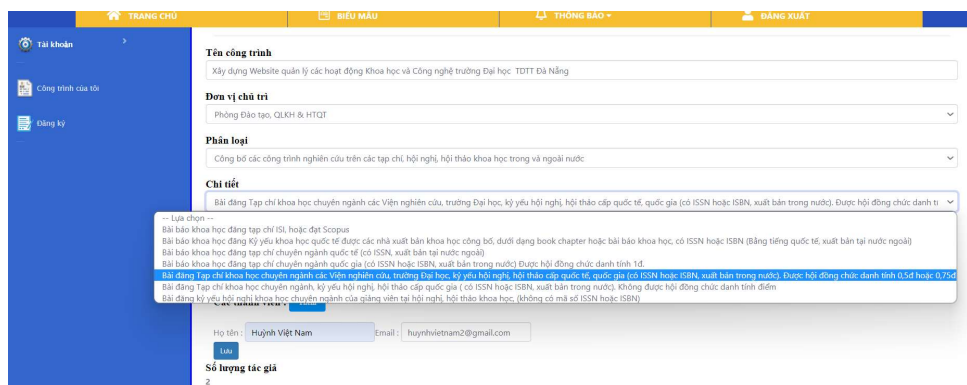 TRANG CHỦ
BIỂU MẪU
THÔNG BÁO
ĐĂNG XUẤT
Tài khoản
Công trình của tôi
Đăng ký
Tên công trình
Xây dựng Website quản lý các hoạt động Khoa học và Công nghệ trường Đại học TDTT Đà Nẵng
Đơn vị chủ trì
Phòng Đào tạo, QLKH & HTQT
Phân loại
Công bố các công trình nghiên cứu trên các tạp chí, hội nghị, hội thảo khoa học trong và ngoài nước
Chi tiết
Bài đăng Tạp chí khoa học chuyên ngành các Viện nghiên cứu, trường Đại học, kỷ yếu hội nghị, hội thảo cấp quốc tế, quốc gia (có ISSN hoặc ISBN, xuất bản trong nước). Được hội đồng chức danh tí
-- Lựa chọn --
Bài báo khoa học đăng tạp chí ISI, hoặc đạt Scopus
Bài báo khoa học đăng Kỷ yếu khoa học quốc tế được các nhà xuất bản khoa học công bố, dưới dạng book chapter hoặc bài báo khoa học, có ISSN hoặc ISBN (Bằng tiếng quốc tế, xuất bản tại nước ngoài)
Bài báo khoa học đăng tạp chí chuyên ngành quốc tế (có ISSN, xuất bản tại nước ngoài)
Bài báo khoa học đăng tạp chí chuyên ngành quốc gia (có ISSN hoặc ISBN, xuất bản trong nước) Được hội đồng chức danh tính 1đ.
Bài đăng Tạp chí khoa học chuyên ngành các Viện nghiên cứu, trường Đại học, kỷ yếu hội nghị, hội thảo cấp quốc tế, quốc gia (có ISSN hoặc ISBN, xuất bản trong nước). Được hội đồng chức danh tính 0,5đ hoặc 0,75đ
Bài đăng Tạp chí khoa học chuyên ngành, kỷ yếu hội nghị, hội thảo cấp quốc gia ( có ISSN hoặc ISBN, xuất bản trong nước). Không được hội đồng chức danh tính điểm
Bài đăng kỷ yếu hội nghị khoa học chuyên ngành của giảng viên tại hội nghị, hội thảo khoa học, (không có mã số ISSN hoặc ISBN)
Các thành viên :
Họ tên : Huỳnh Việt Nam Email : huynhvietnam2@gmail.com
Lưu
Số lượng tác giả
2